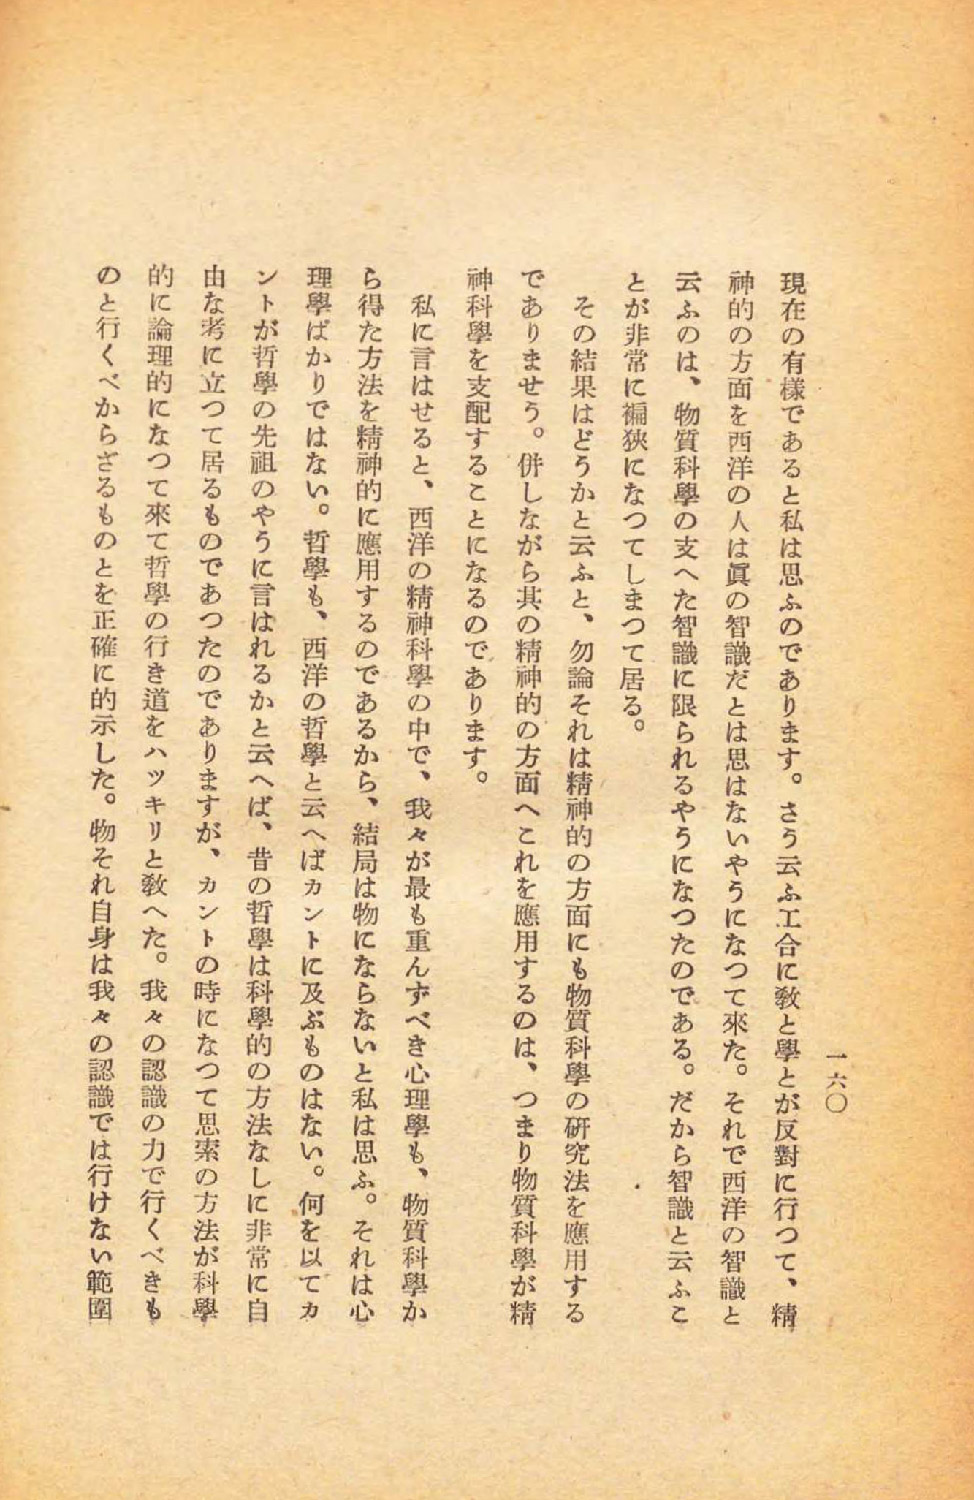 一六〇
現在の有樣であると私は思ふのであります。さう云ふ工合に敎と學とが反對に行つて、精
神的の方面を西洋の人は眞の智識だとは思はないやうになつて來た。それで西洋の智識と
云ふのは、物質科學の支へた智識に限られるやうになつたのである。だから智識と云ふこ
とが非常に褊狹になつてしまつて居る。
その結果はどうかと云ふと、勿論それは精神的の方面にも物質科學の硏究法を應用する
でありませう。倂しながら其の精神的の方面へこれを應用するのは、つまり物質科學が精
神科學を支配することになるのであります。
私に言はせると、西洋の精神科學の中で、我々が最も重んずべき心理學も、物質科學か
ら得た方法を精神的に應用するのであるから、結局は物にならないと私は思ふ。それは心
理學ばかりではない。哲學も、西洋の哲學と云へばカントに及ぶものはない。何を以てカ
ントが哲學の先祖のやうに言はれるかと云へば、昔の哲學は科學的の方法なしに非常に自
由な考に立つて居るものであつたのでありますが、カントの時になつて思索の方法が科學
的に論理的になつて來て哲學の行き道をハッキリと敎へた。我々の認識の力で行くべきも
のと行くべからざるものとを正確に的示した。物それ自身は我々の認識では行けない範圍